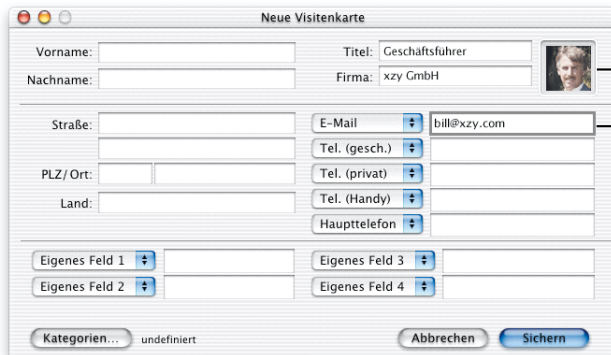 Neue Visitenkarte
Vorname:
Titel: Geschäftsführer
Nachname:
Firma: xzy GmbH
Straße:
E-Mail bill@xzy.com
Tel. (gesch.)
PLZ/Ort:
Tel. (privat)
Land:
Tel. (Handy)
Haupttelefon
Eigenes Feld 1
Eigenes Feld 3
Eigenes Feld 2
Eigenes Feld 4
Kategorien... undefiniert
Abbrechen
Sichern